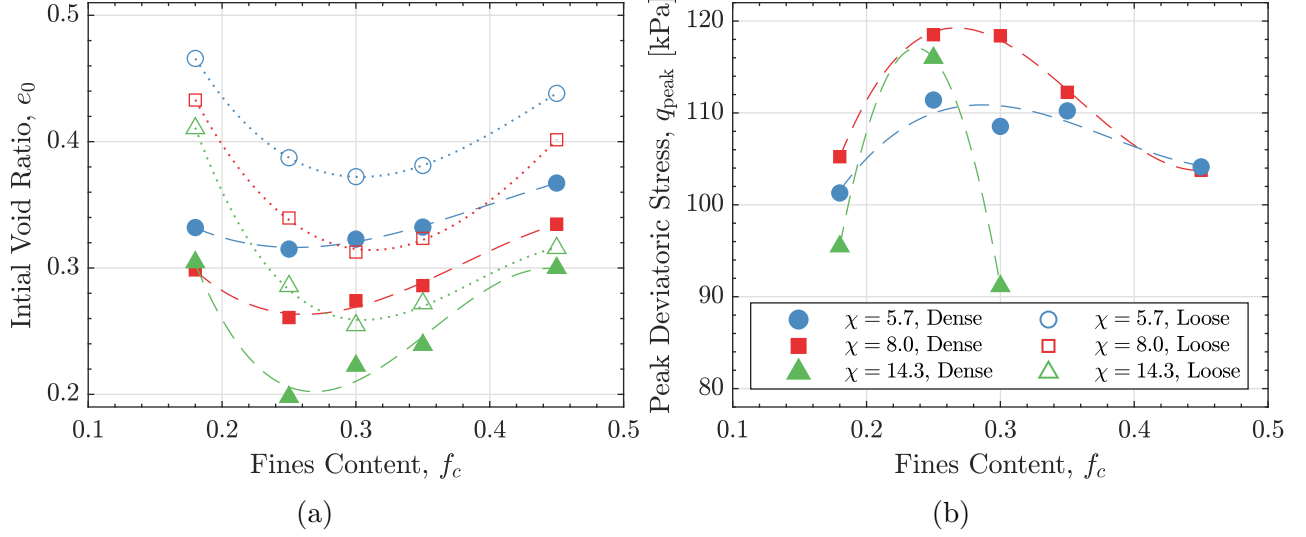 0.5
0.4
0.3
0.2
0.1
0.2
0.3
0.4
0.5
Intial Void Ratio, e₀
Fines Content, f_c
(a)
120
110
100
90
80
0.1
0.2
0.3
0.4
0.5
Peak Deviatoric Stress, q_peak [kPa]
Fines Content, f_c
χ = 5.7, Dense
χ = 5.7, Loose
χ = 8.0, Dense
χ = 8.0, Loose
χ = 14.3, Dense
χ = 14.3, Loose
(b)